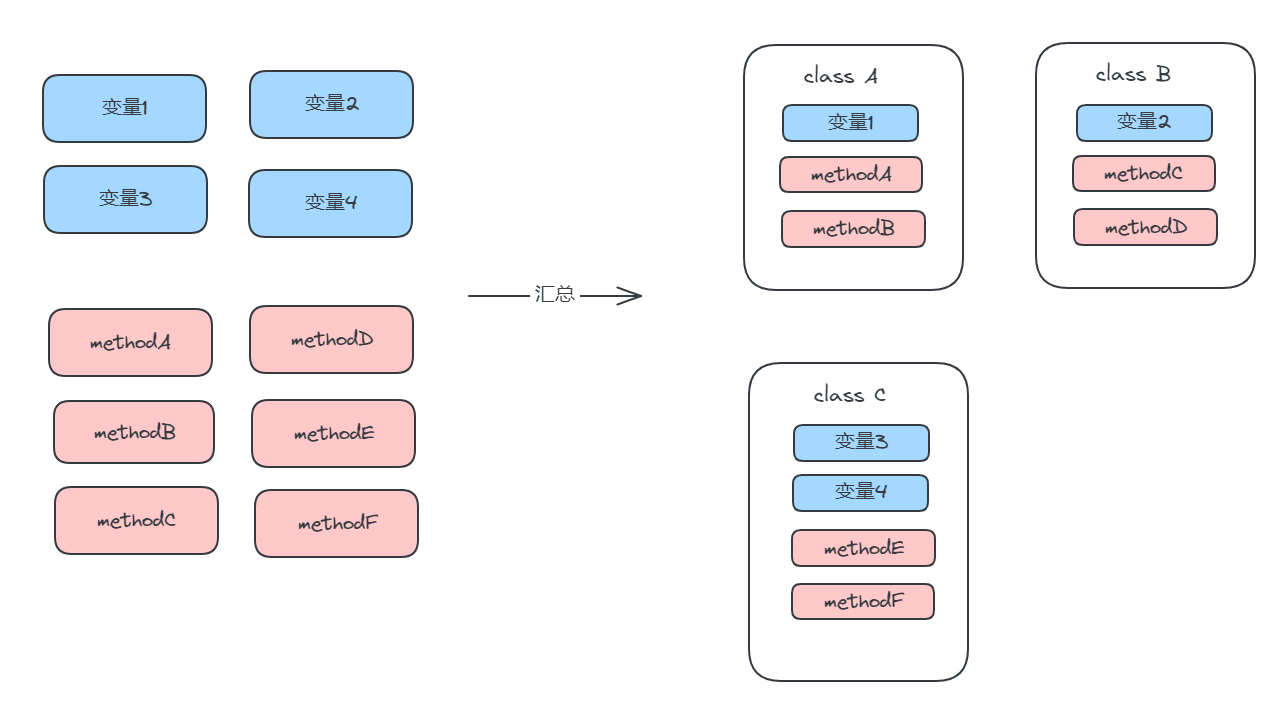 变量1
变量2
变量3
变量4
methodA
methodD
methodB
methodE
methodC
methodF
汇总
class A
变量1
methodA
methodB
class B
变量2
methodC
methodD
class C
变量3
变量4
methodE
methodF